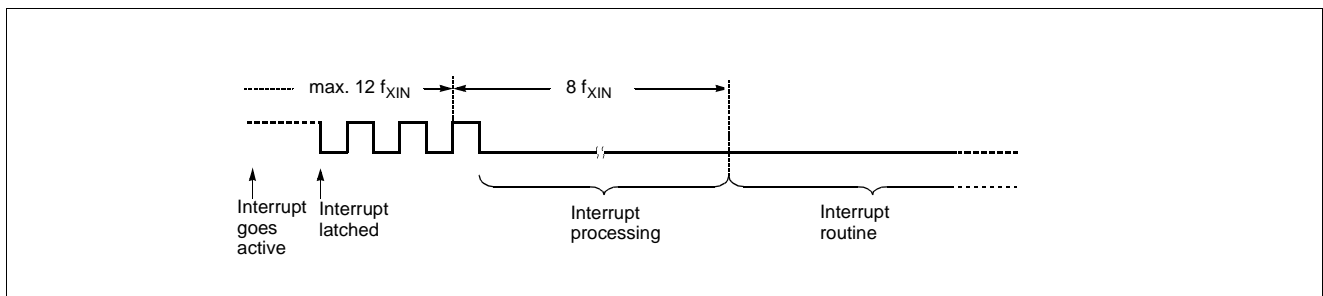 max. 12 fXIN
8 fXIN
Interrupt
goes
active
Interrupt
latched
Interrupt
processing
Interrupt
routine